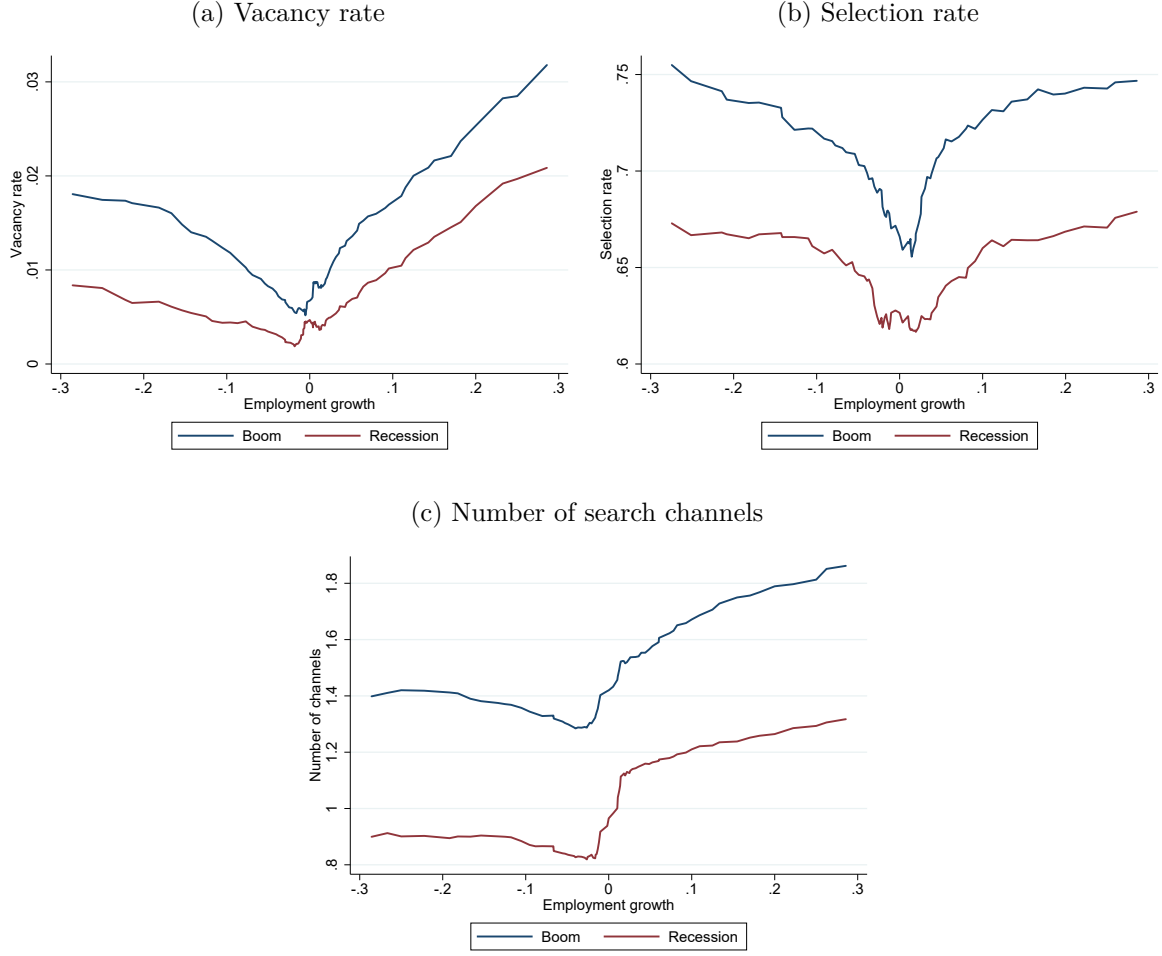 (a) Vacancy rate
Vacancy rate
0
.01
.02
.03
-.3
-.2
-.1
0
.1
.2
.3
Employment growth
Boom
Recession
(b) Selection rate
Selection rate
.6
.65
.7
.75
-.3
-.2
-.1
0
.1
.2
.3
Employment growth
Boom
Recession
(c) Number of search channels
Number of channels
.8
1
1.2
1.4
1.6
1.8
-.3
-.2
-.1
0
.1
.2
.3
Employment growth
Boom
Recession